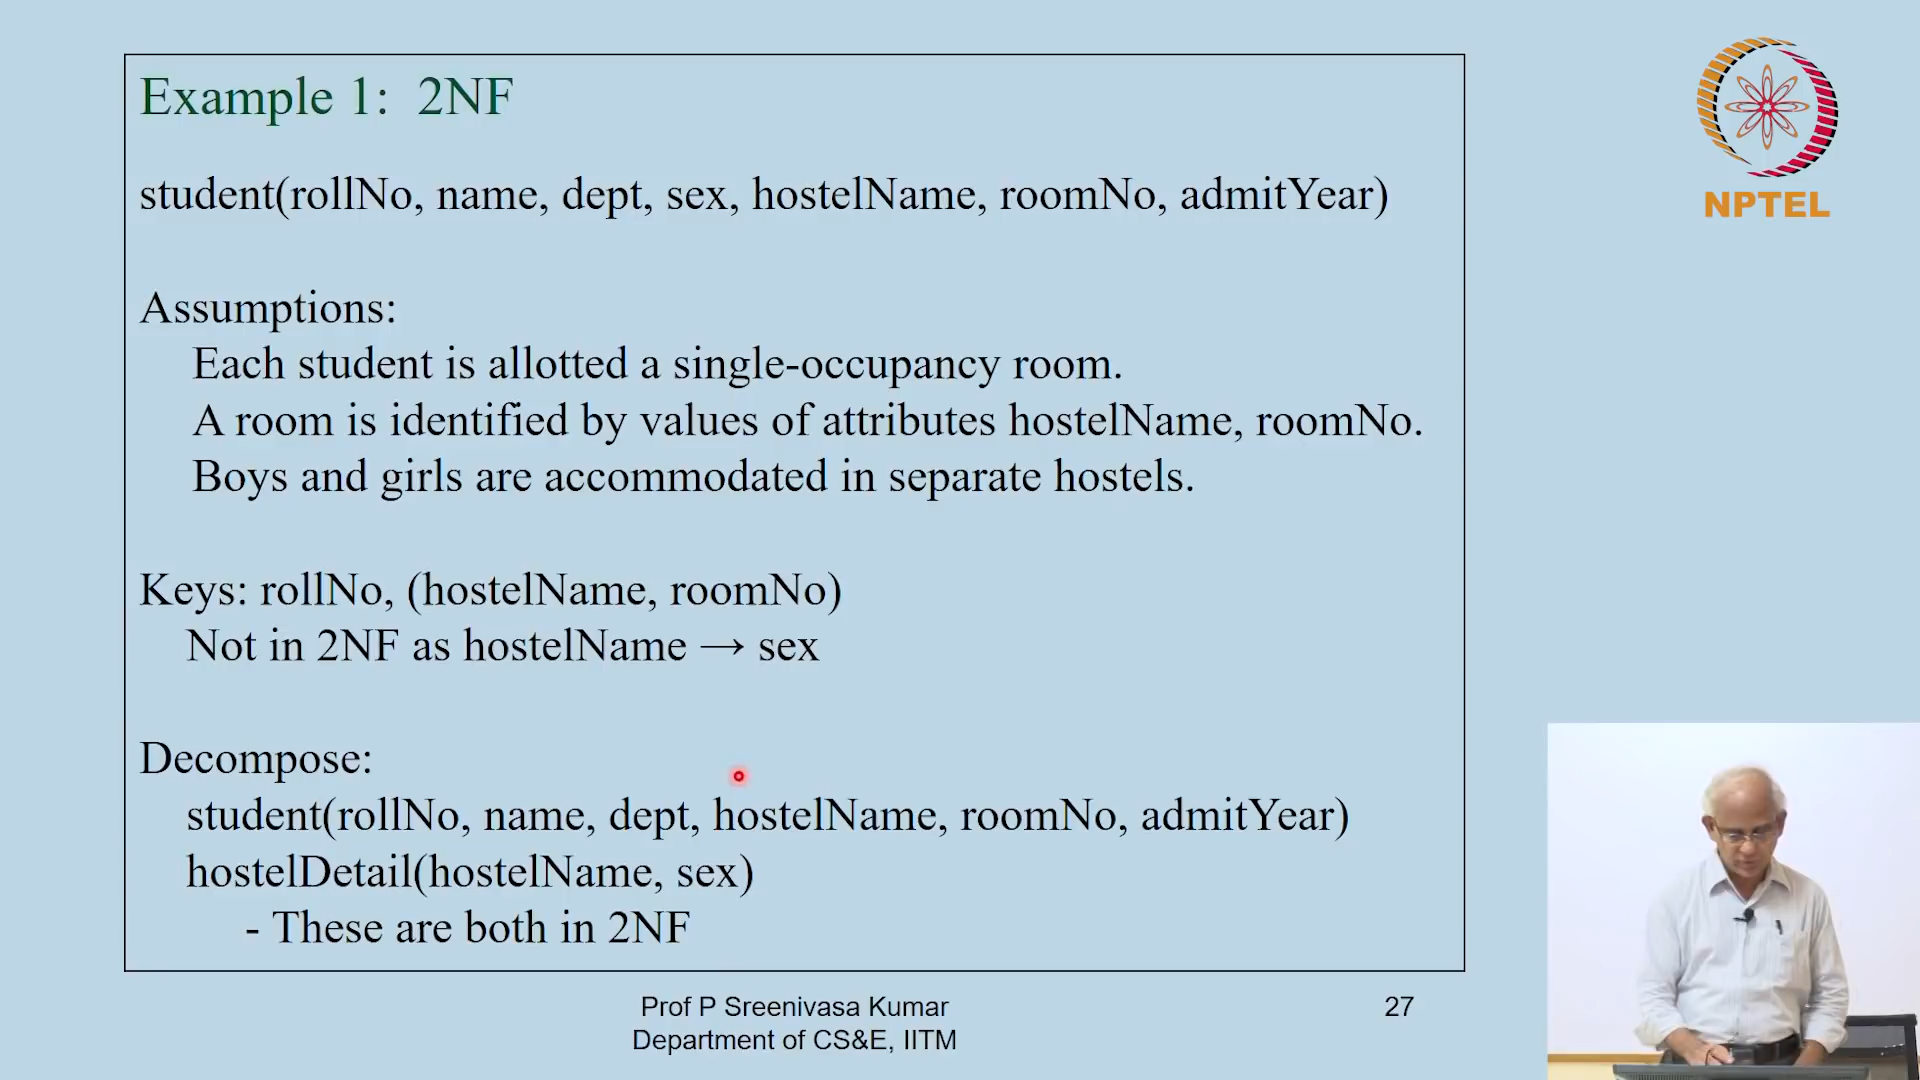 Example 1: 2NF
student(rollNo, name, dept, sex, hostelName, roomNo, admitYear)
Assumptions:
Each student is allotted a single-occupancy room.
A room is identified by values of attributes hostelName, roomNo.
Boys and girls are accommodated in separate hostels.
Keys: rollNo, (hostelName, roomNo)
Not in 2NF as hostelName → sex
Decompose:
student(rollNo, name, dept, hostelName, roomNo, admitYear)
hostelDetail(hostelName, sex)
- These are both in 2NF
Prof P Sreenivasa Kumar
Department of CS&E, IITM
27
NPTEL